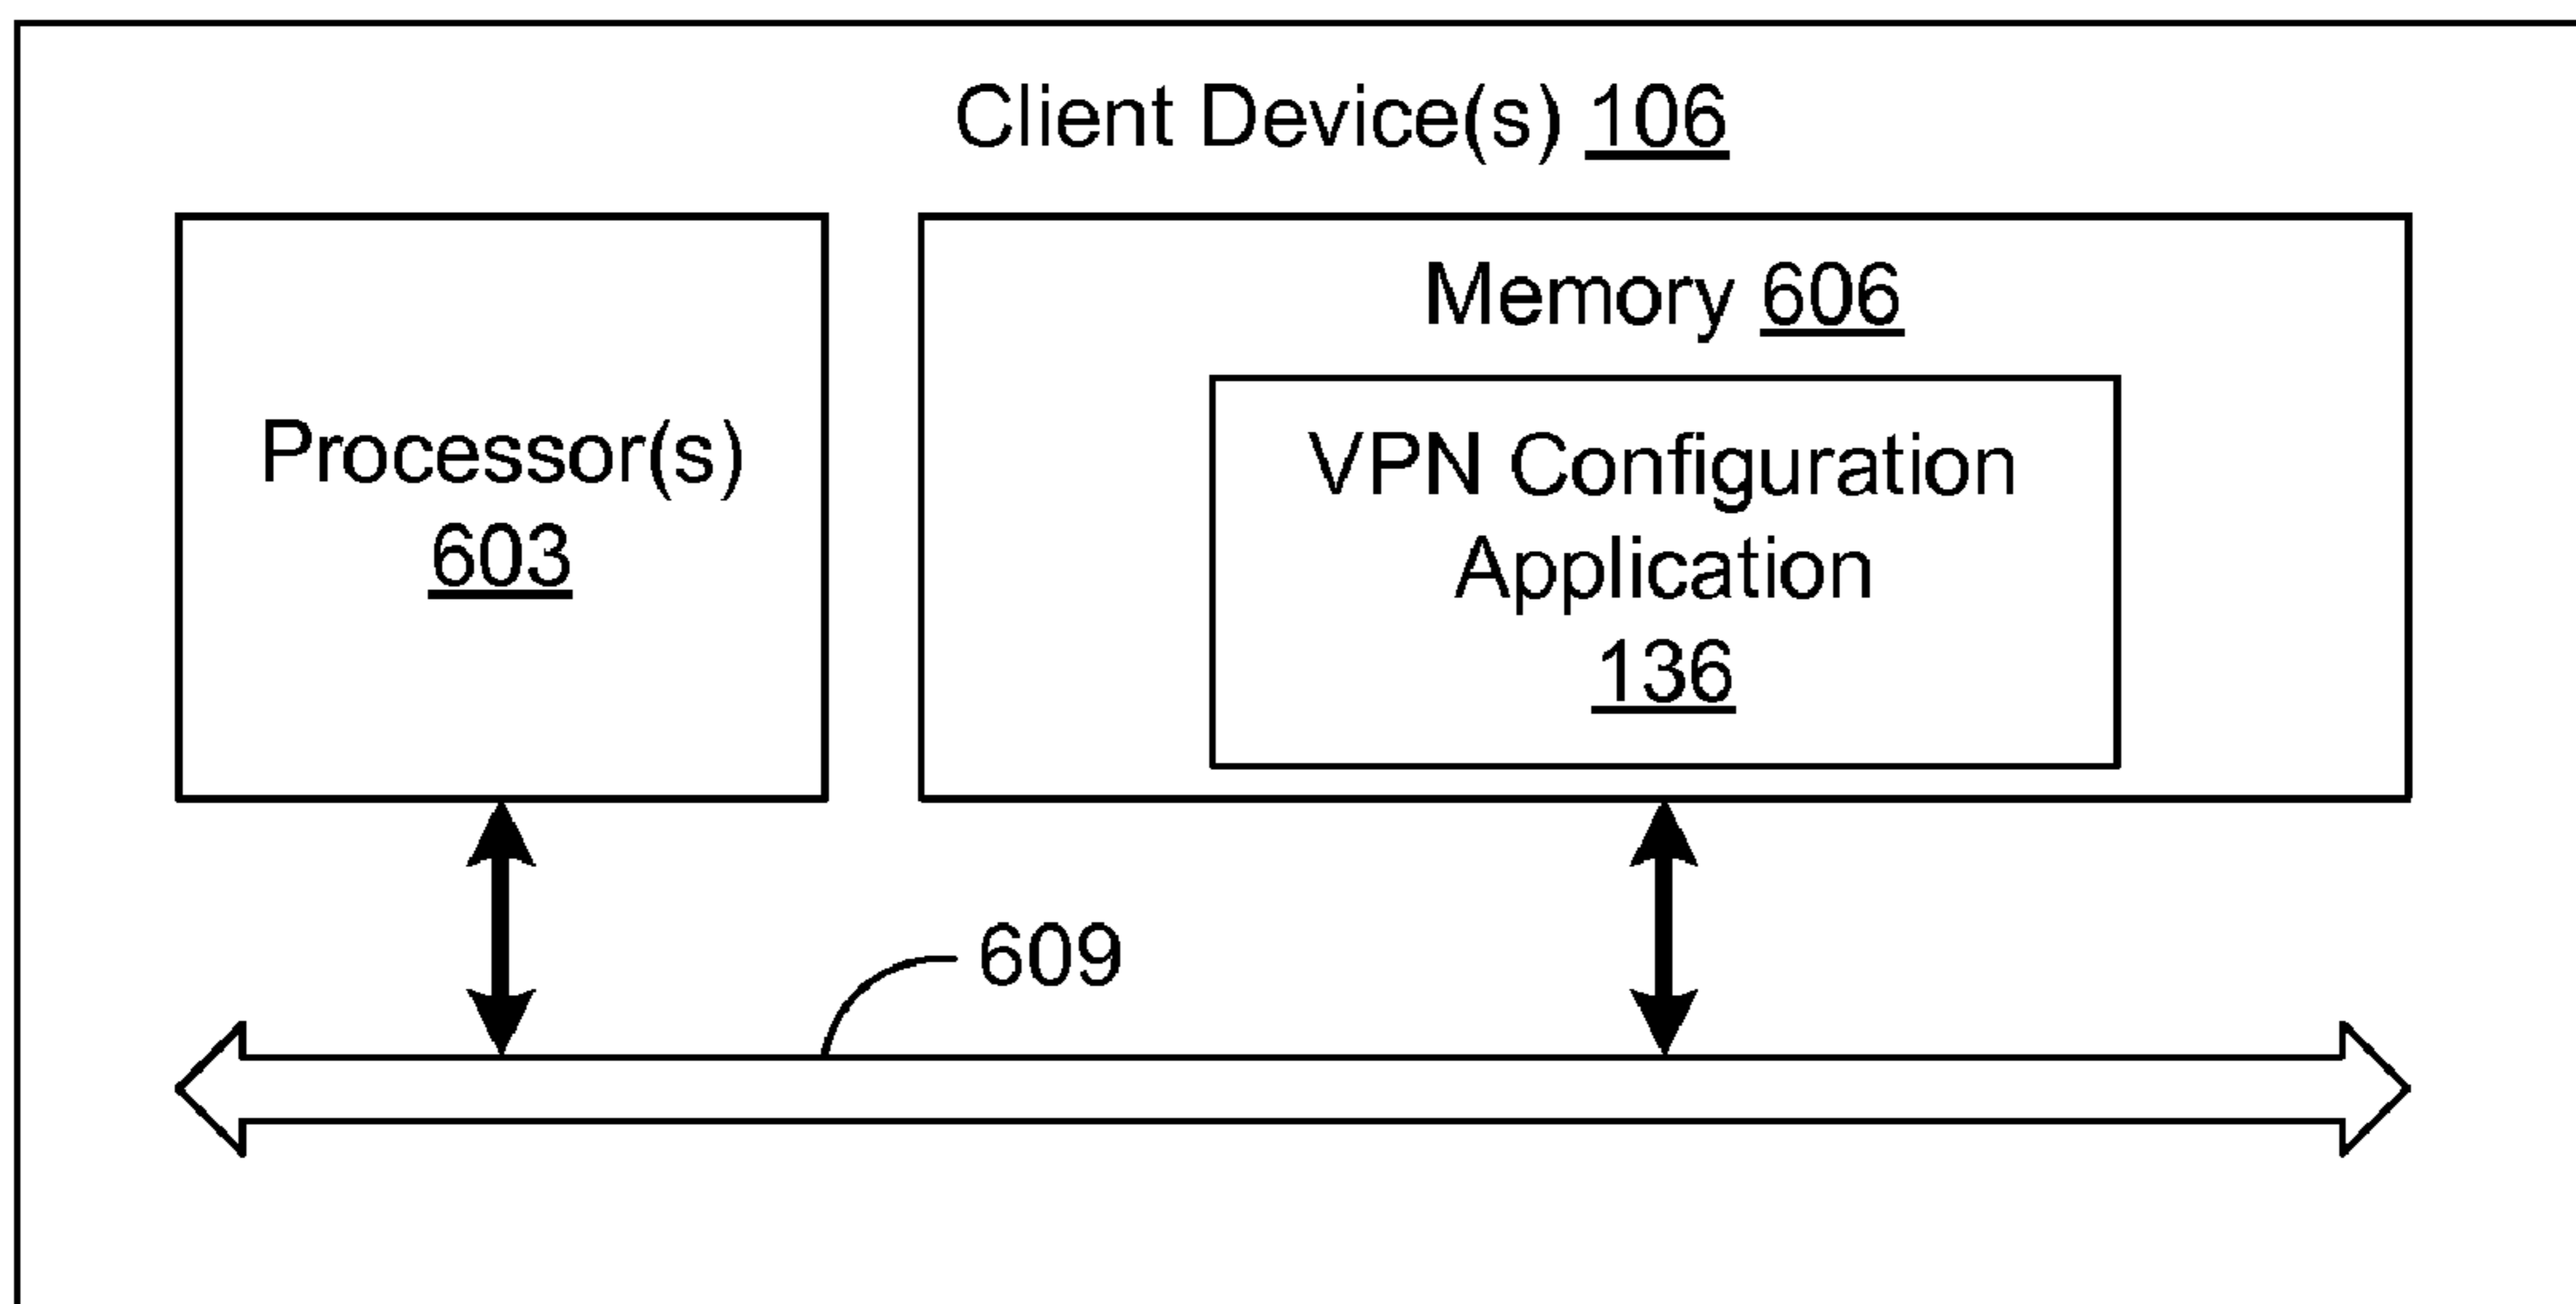 Client Device(s) 106
Memory 606
Processor(s)
603
VPN Configuration
Application
136
609